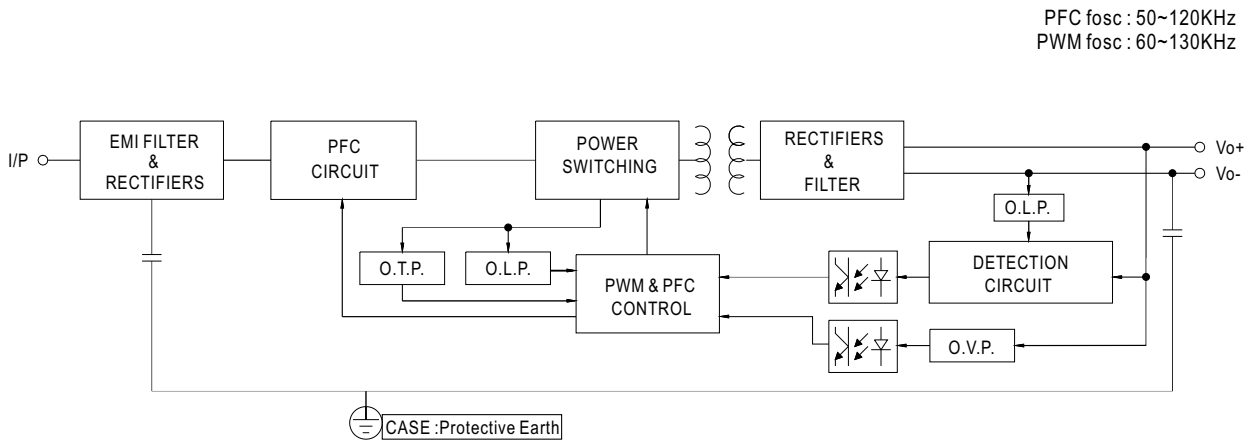 PFC fosc : 50~120KHz
PWM fosc : 60~130KHz
I/P
EMI FILTER
&
RECTIFIERS
PFC
CIRCUIT
POWER
SWITCHING
RECTIFIERS
&
FILTER
Vo+
Vo-
O.L.P.
O.T.P.
O.L.P.
PWM & PFC
CONTROL
DETECTION
CIRCUIT
O.V.P.
CASE :Protective Earth